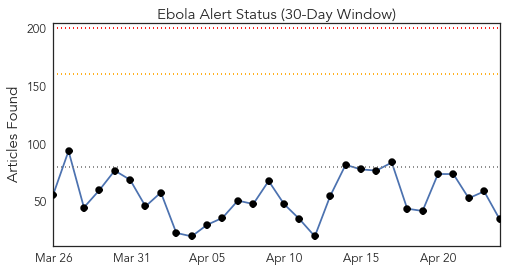 Ebola Alert Status (30-Day Window)
200
150
100
50
Articles Found
Mar 26 Mar 31 Apr 05 Apr 10 Apr 15 Apr 20